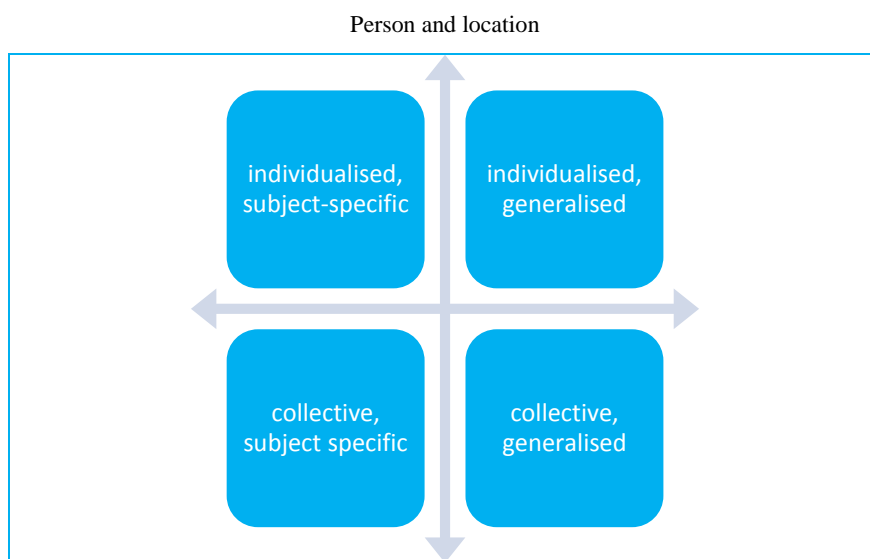 Person and location
individualised,
subject-specific
individualised,
generalised
collective,
subject specific
collective,
generalised